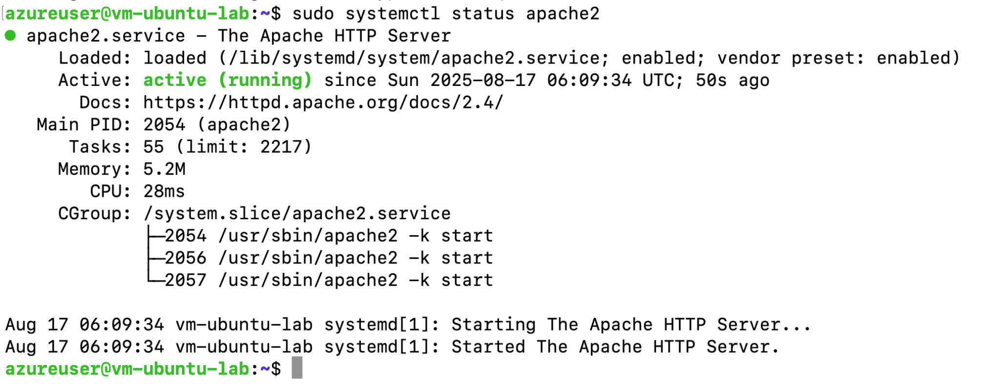 azureuser@vm-ubuntu-lab:~$ sudo systemctl status apache2
● apache2.service - The Apache HTTP Server
Loaded: loaded (/lib/systemd/system/apache2.service; enabled; vendor preset: enabled)
Active: active (running) since Sun 2025-08-17 06:09:34 UTC; 50s ago
Docs: https://httpd.apache.org/docs/2.4/
Main PID: 2054 (apache2)
Tasks: 55 (limit: 2217)
Memory: 5.2M
CPU: 28ms
CGroup: /system.slice/apache2.service
├─2054 /usr/sbin/apache2 -k start
├─2056 /usr/sbin/apache2 -k start
└─2057 /usr/sbin/apache2 -k start
Aug 17 06:09:34 vm-ubuntu-lab systemd[1]: Starting The Apache HTTP Server...
Aug 17 06:09:34 vm-ubuntu-lab systemd[1]: Started The Apache HTTP Server.
azureuser@vm-ubuntu-lab:~$